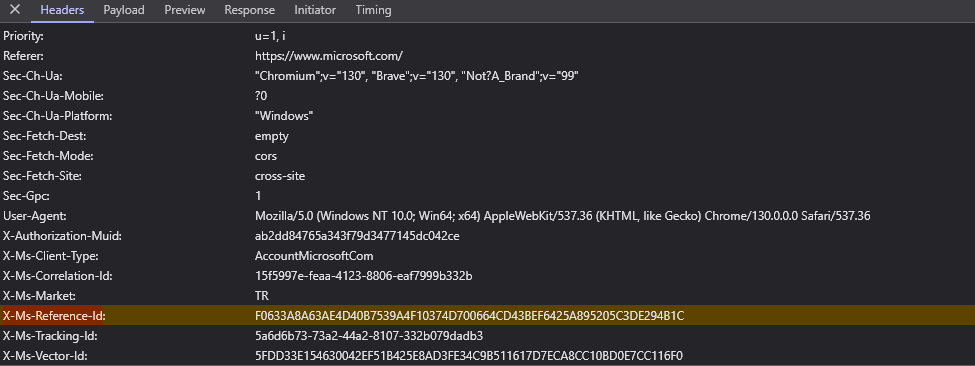 Headers Payload Preview Response Initiator Timing
Priority: u=1, i
Referer: https://www.microsoft.com/
Sec-Ch-Ua: "Chromium";v="130", "Brave";v="130", "Not?A_Brand";v="99"
Sec-Ch-Ua-Mobile: ?0
Sec-Ch-Ua-Platform: "Windows"
Sec-Fetch-Dest: empty
Sec-Fetch-Mode: cors
Sec-Fetch-Site: cross-site
Sec-Gpc: 1
User-Agent: Mozilla/5.0 (Windows NT 10.0; Win64; x64) AppleWebKit/537.36 (KHTML, like Gecko) Chrome/130.0.0.0 Safari/537.36
X-Authorization-Muid: ab2dd84765a343f79d3477145dc042ce
X-Ms-Client-Type: AccountMicrosoftCom
X-Ms-Correlation-Id: 15f5997e-feaa-4123-8806-eaf7999b332b
X-Ms-Market: TR
X-Ms-Reference-Id: F0633A8A63AE4D40B7539A4F10374D700664CD43BEF6425A895205C3DE294B1C
X-Ms-Tracking-Id: 5a6d6b73-73a2-44a2-8107-332b079dadb3
X-Ms-Vector-Id: 5FDD33E154630042EF51B425E8AD3FE34C9B511617D7ECA8CC10BD0E7CC116F0